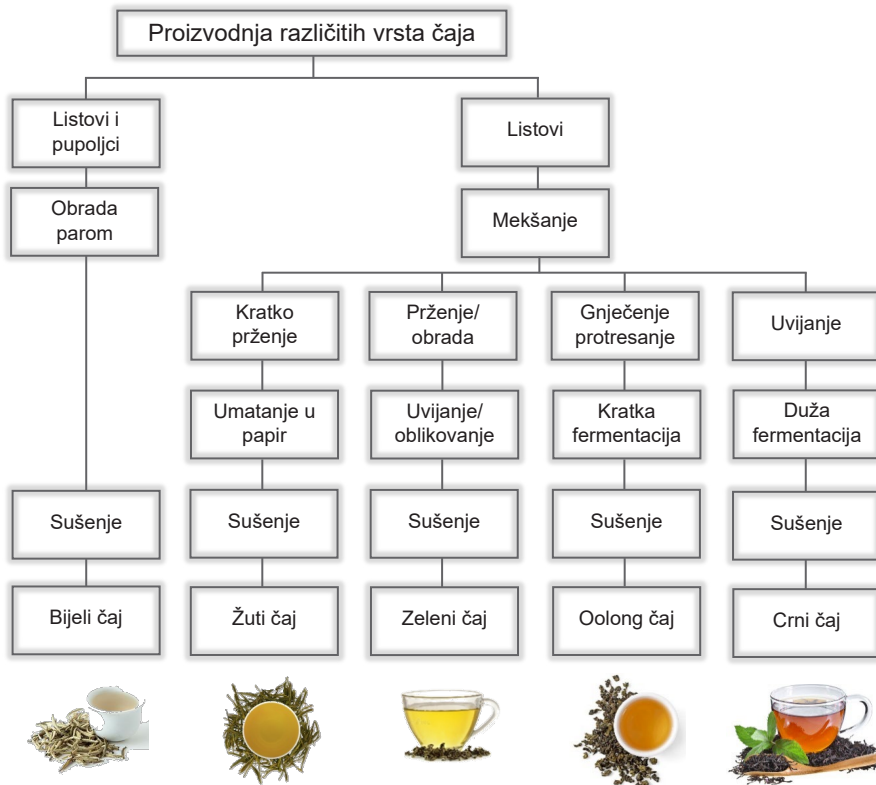 Proizvodnja različitih vrsta čaja
Listovi i
pupoljci
Listovi
Obrada
parom
Mekšanje
Kratko
prženje
Prženje/
obrada
Gnječenje
protresanje
Uvijanje
Umatanje u
papir
Uvijanje/
oblikovanje
Kratka
fermentacija
Duža
fermentacija
Sušenje
Sušenje
Sušenje
Sušenje
Sušenje
Bijeli čaj
Žuti čaj
Zeleni čaj
Oolong čaj
Crni čaj